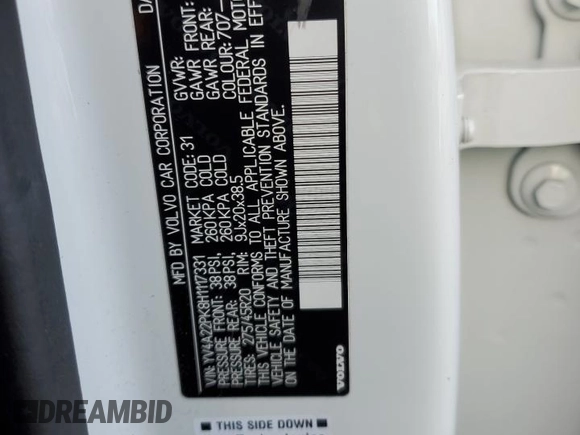 MFD BY VOLVO CAR CORPORATION
VIN: YV4A22PK8H1117331 MARKET CODE: 31
PRESSURE FRONT: 38PSI, 260KPA COLD
PRESSURE REAR: 38PSI, 260KPA COLD
TIRES: 275/45R20 RIM: 9Jx20x38.5
GVWR:
GAWR FRONT:
GAWR REAR:
COLOUR: 707-
THIS VEHICLE CONFORMS TO ALL APPLICABLE FEDERAL MOTOR
VEHICLE SAFETY AND THEFT PREVENTION STANDARDS IN EFF
ON THE DATE OF MANUFACTURE SHOWN ABOVE.
VOLVO
THIS SIDE DOWN
DREAMBID